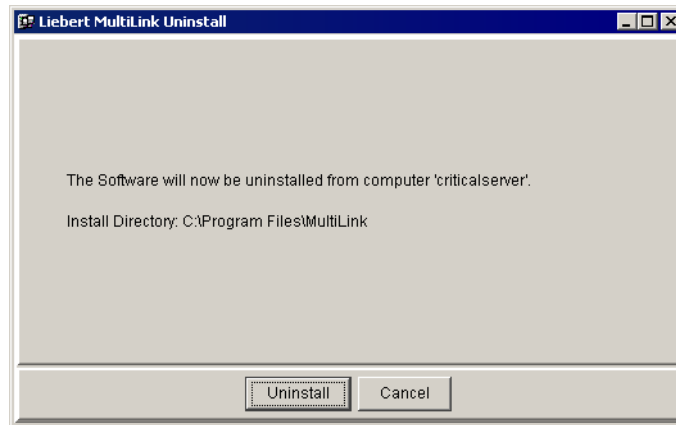 Liebert MultiLink Uninstall
The Software will now be uninstalled from computer 'criticalserver'.
Install Directory: C:\Program Files\MultiLink
Uninstall
Cancel